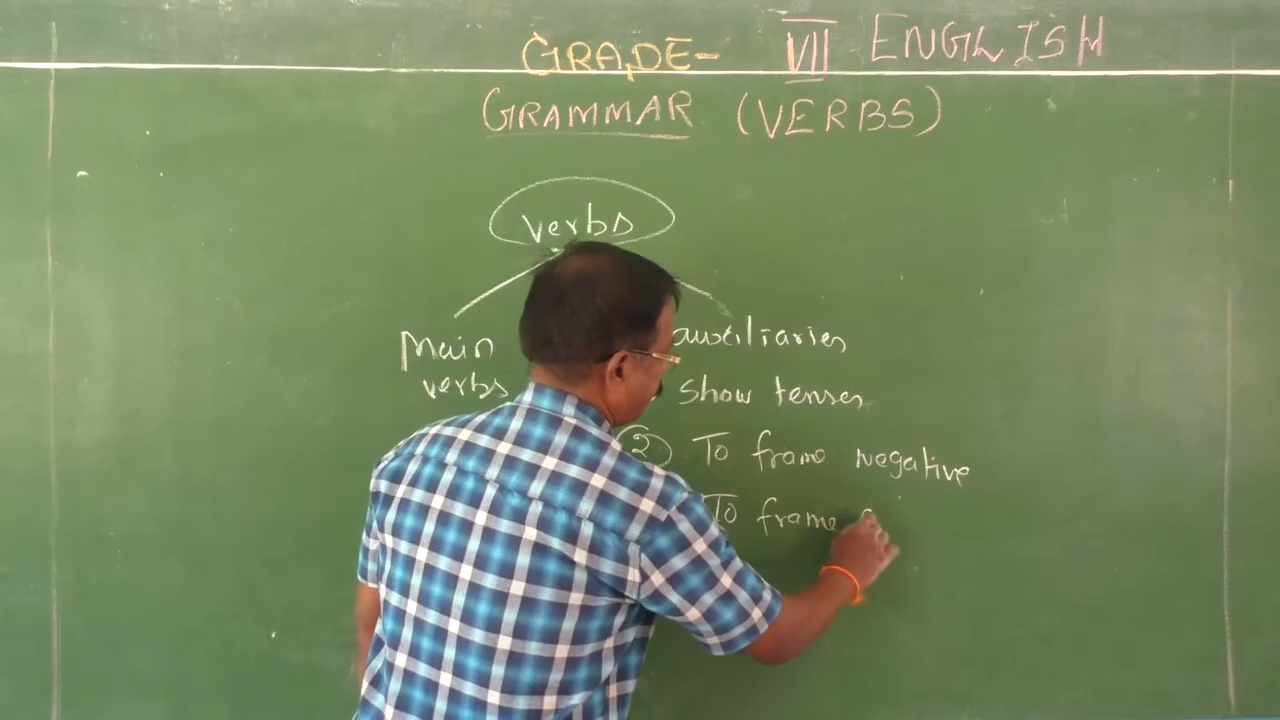 GRADE- VII ENGLISH
GRAMMAR (VERBS)
verbs
Main auxiliaries
verbs show tenses
(2) To frame negative
To frame